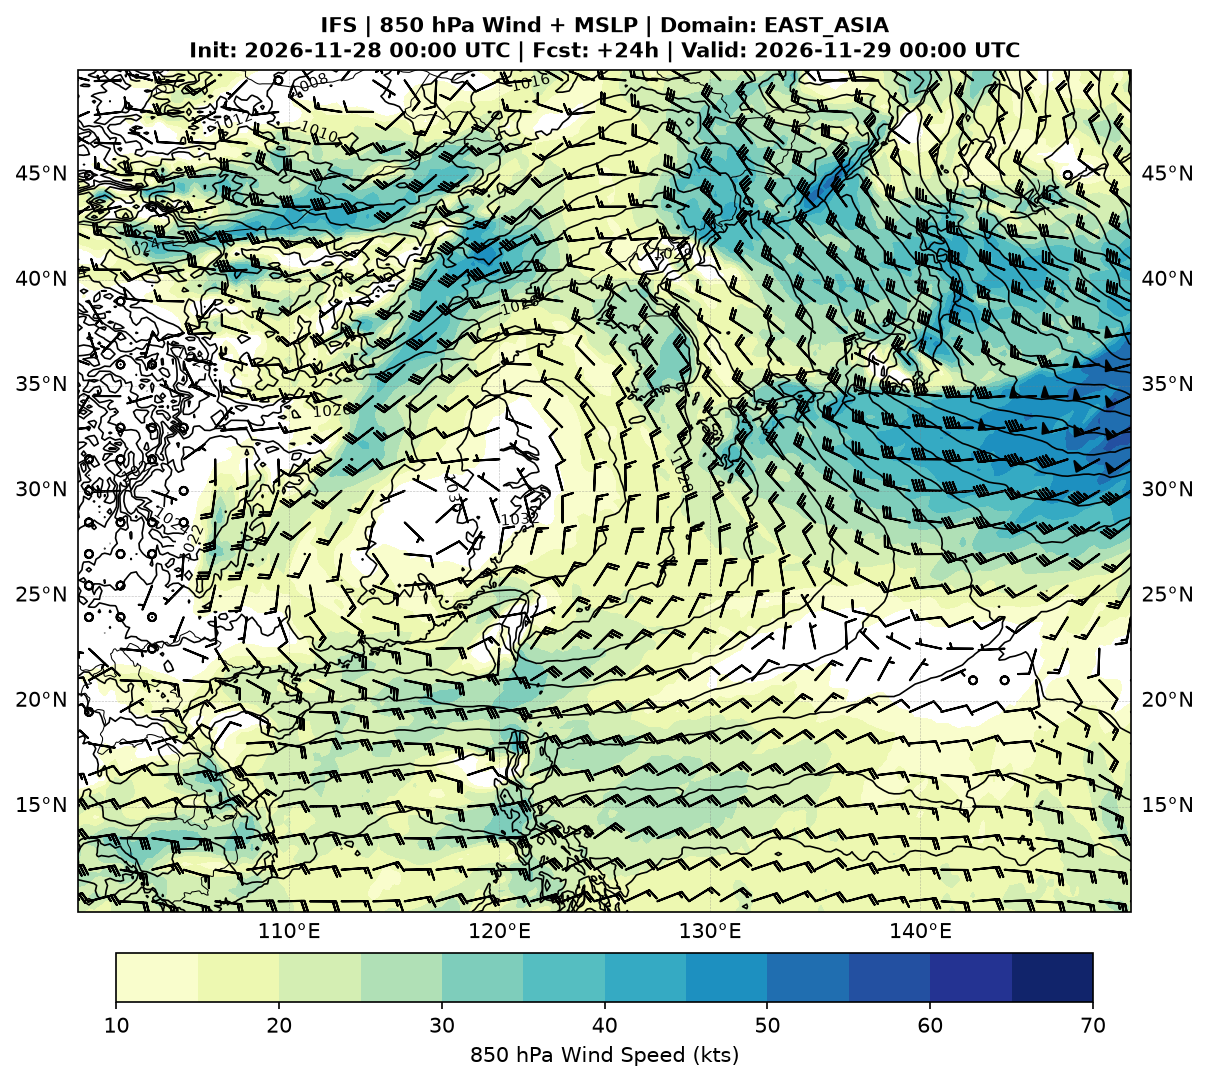 IFS | 850 hPa Wind + MSLP | Domain: EAST_ASIA
Init: 2026-11-28 00:00 UTC | Fcst: +24h | Valid: 2026-11-29 00:00 UTC
1008
1016
1012
1010
45°N
45°N
1024
1028
40°N
40°N
1028
35°N
35°N
1026
1028
30°N
30°N
1032
1022
25°N
25°N
20°N
20°N
15°N
15°N
110°E
120°E
130°E
140°E
10
20
30
40
50
60
70
850 hPa Wind Speed (kts)